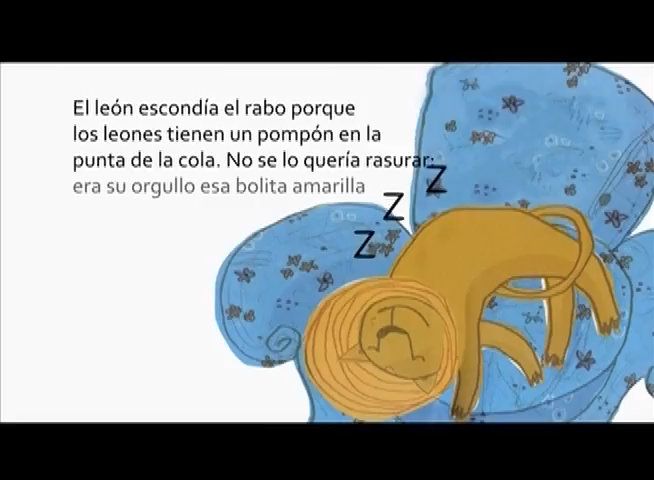 El león escondía el rabo porque
los leones tienen un pompón en la
punta de la cola. No se lo quería rasurar:
era su orgullo esa bolita amarilla
Z
Z
Z